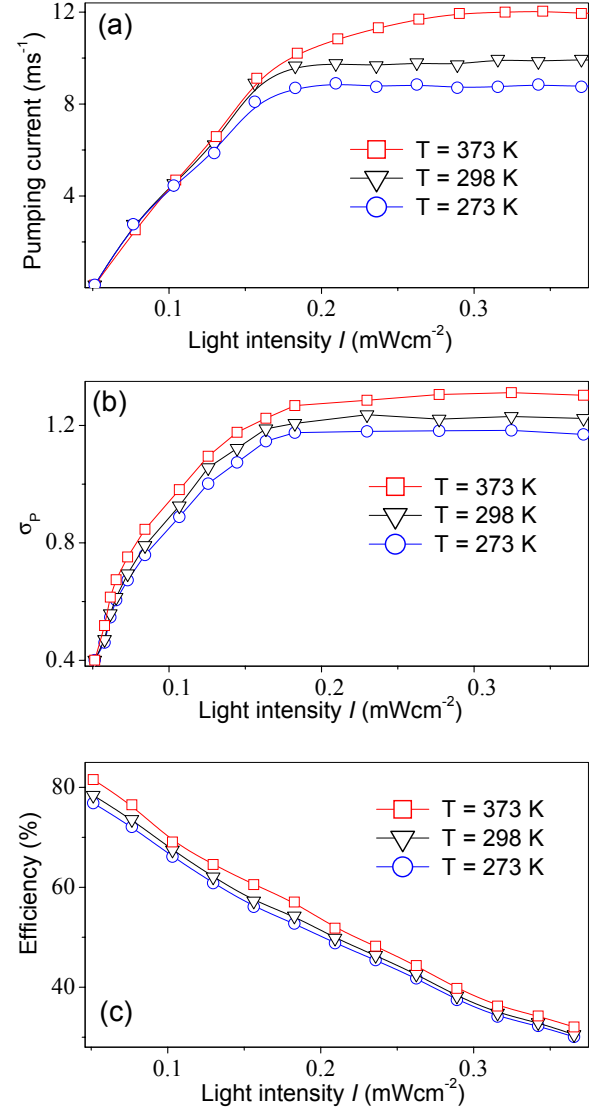 (a)
12
8
4
Pumping current (ms⁻¹)
T = 373 K
T = 298 K
T = 273 K
0.1 0.2 0.3
Light intensity I (mWcm⁻²)
(b)
1.2
0.8
0.4
σP
T = 373 K
T = 298 K
T = 273 K
0.1 0.2 0.3
Light intensity I (mWcm⁻²)
80
60
40
Efficiency (%)
T = 373 K
T = 298 K
T = 273 K
(c)
0.1 0.2 0.3
Light intensity I (mWcm⁻²)